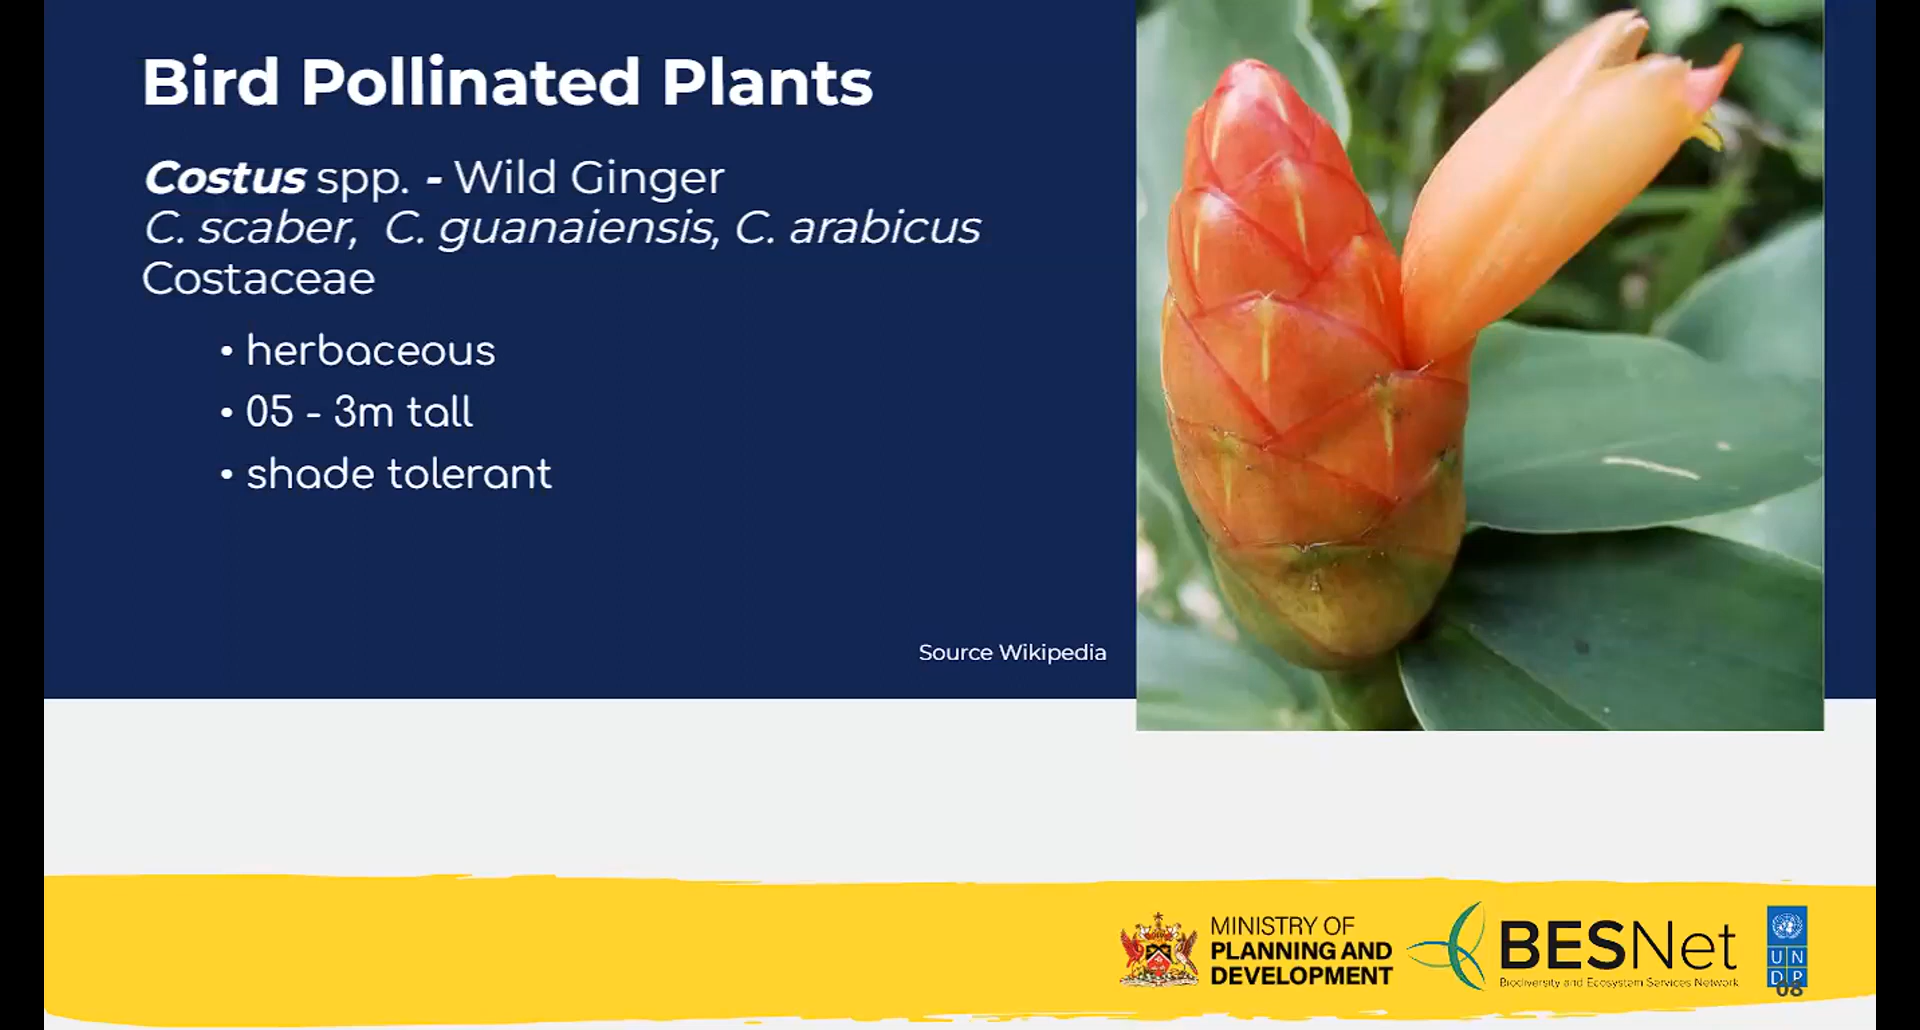 Bird Pollinated Plants
Costus spp. - Wild Ginger
C. scaber, C. guanaiensis, C. arabicus
Costaceae
• herbaceous
• 05 - 3m tall
• shade tolerant
Source Wikipedia
MINISTRY OF
PLANNING AND
DEVELOPMENT
BESNet
Biodiversity and Ecosystem Services Network
U N
D P
08